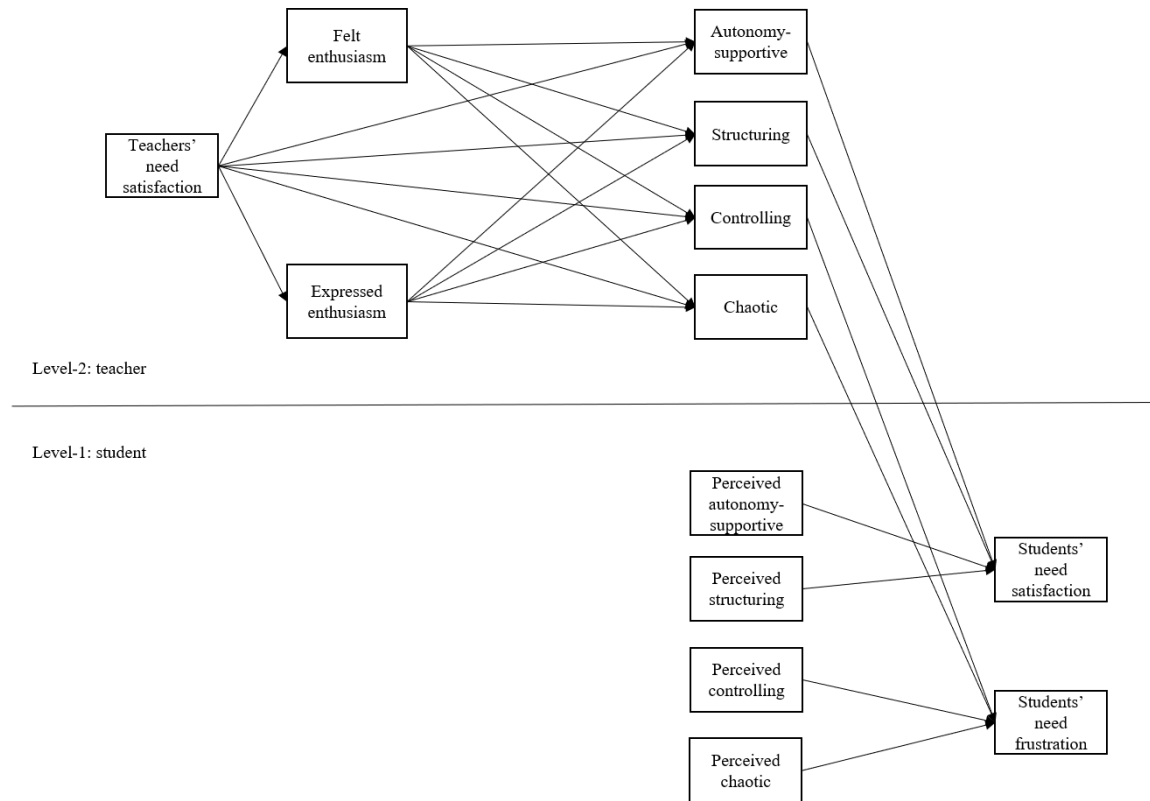 Felt
enthusiasm
Autonomy-
supportive
Teachers'
need
satisfaction
Structuring
Controlling
Expressed
enthusiasm
Chaotic
Level-2: teacher
Level-1: student
Perceived
autonomy-
supportive
Perceived
structuring
Students'
need
satisfaction
Perceived
controlling
Students'
need
frustration
Perceived
chaotic